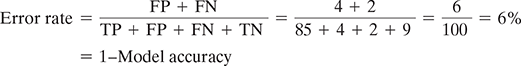 Error rate = (FP + FN) / (TP + FP + FN + TN) = (4 + 2) / (85 + 4 + 2 + 9) = 6 / 100 = 6%
= 1–Model accuracy